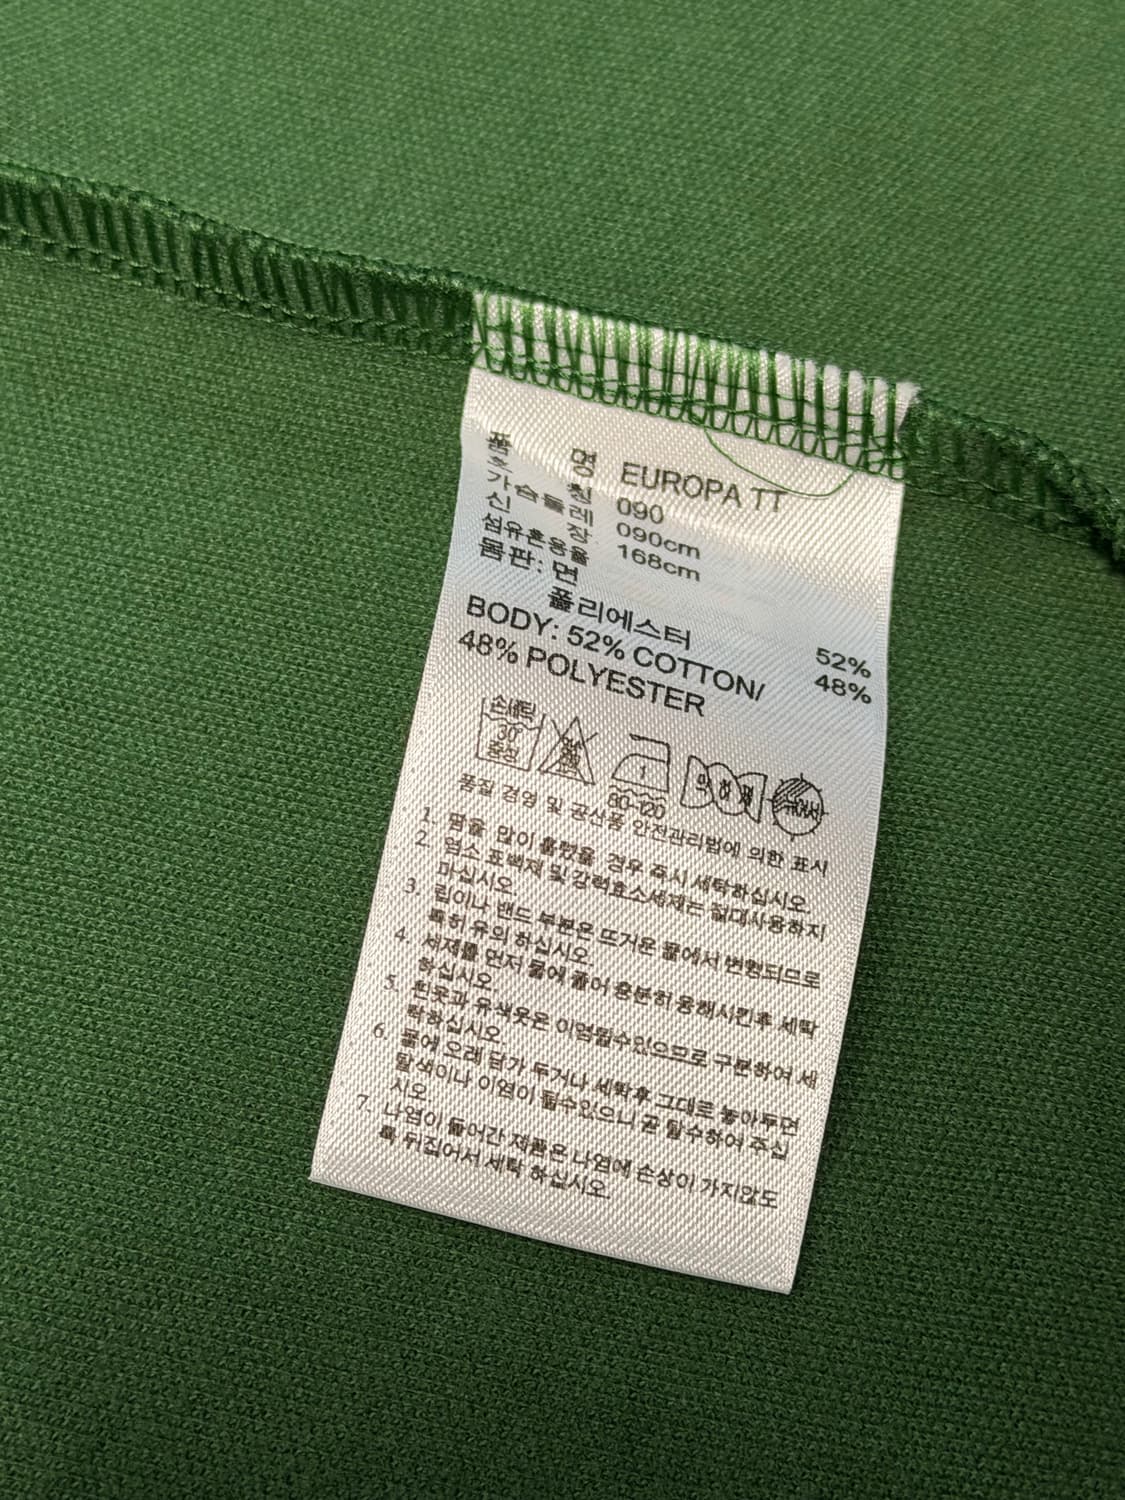 품 명 EUROPA TT
호 칭 090
가슴둘레 090cm
신 장 168cm
섬유혼용율
몸판: 면 52%
폴리에스터 48%
BODY: 52% COTTON/
48% POLYESTER
손세탁
30°
중성
80~120
약하게
뉘어서
품질 경영 및 공산품 안전관리법에 의한 표시
1. 땀을 많이 흘렸을 경우 즉시 세탁하십시오.
2. 염소 표백제 및 강력효소세제는 절대사용하지
마십시오.
3. 립이나 밴드 부분은 뜨거운 물에서 변형되므로
특히 유의 하십시오.
4. 세제를 먼저 물에 풀어 충분히 용해시킨후 세탁
하십시오.
5. 흰옷과 유색옷은 이염될수있으므로 구분하여 세
탁하십시오.
6. 물에 오래 담가 두거나 세탁후 그대로 놓아두면
탈색이나 이염이 될수있으니 곧 탈수하여 주십
시오.
7. 나염이 들어간 제품은 나염에 손상이 가지않도
록 뒤집어서 세탁 하십시오.